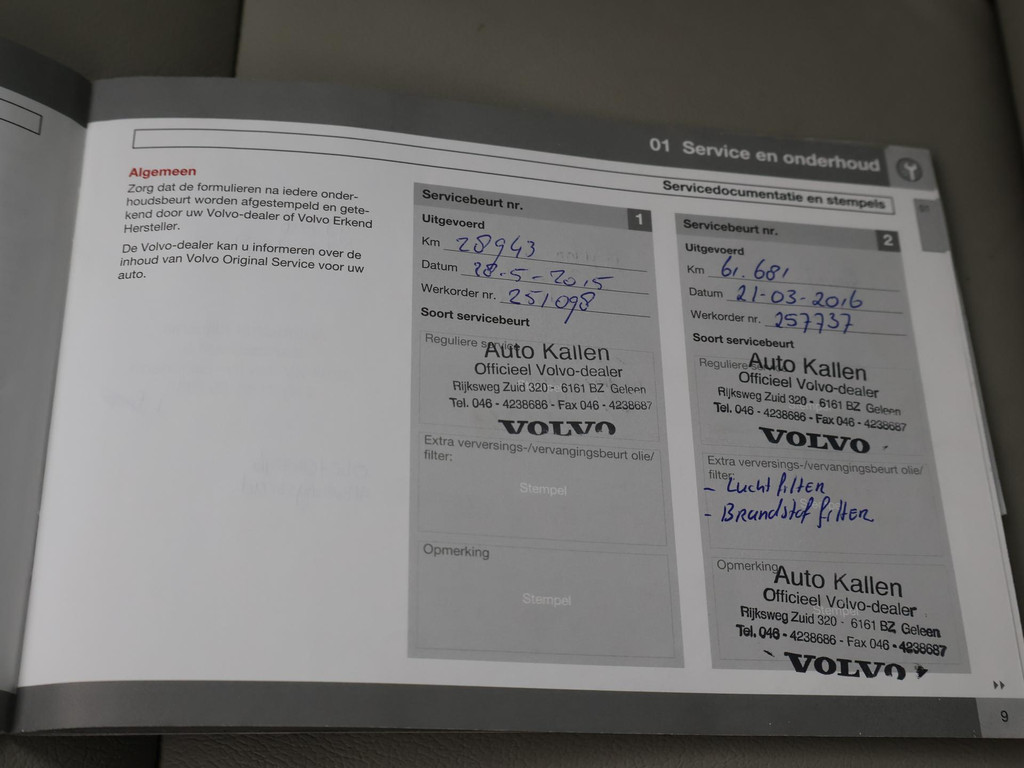 01 Service en onderhoud
Servicedocumentatie en stempels
01
Algemeen
Zorg dat de formulieren na iedere onder-
houdsbeurt worden afgestempeld en gete-
kend door uw Volvo-dealer of Volvo Erkend
Hersteller.
De Volvo-dealer kan u informeren over de
inhoud van Volvo Original Service voor uw
auto.
Servicebeurt nr. 1
Uitgevoerd
Km 28943
Datum 28-5-2015
Werkorder nr. 251098
Soort servicebeurt
Reguliere service
Auto Kallen
Officieel Volvo-dealer
Rijksweg Zuid 320 - 6161 BZ Geleen
Tel. 046 - 4238686 - Fax 046 - 4238687
VOLVO
Extra verversings-/vervangingsbeurt olie/
filter:
Stempel
Opmerking
Stempel
Servicebeurt nr. 2
Uitgevoerd
Km 61.681
Datum 21-03-2016
Werkorder nr. 257737
Soort servicebeurt
Reguliere
Auto Kallen
Officieel Volvo-dealer
Rijksweg Zuid 320 - 6161 BZ Geleen
Tel. 046 - 4238686 - Fax 046 - 4238687
VOLVO
Extra verversings-/vervangingsbeurt olie/
filter:
- Luchtfilter
- Brandstof filter
Opmerking
Auto Kallen
Officieel Volvo-dealer
Stempel
Rijksweg Zuid 320 - 6161 BZ Geleen
Tel. 046 - 4238686 - Fax 046 - 4238687
VOLVO
9